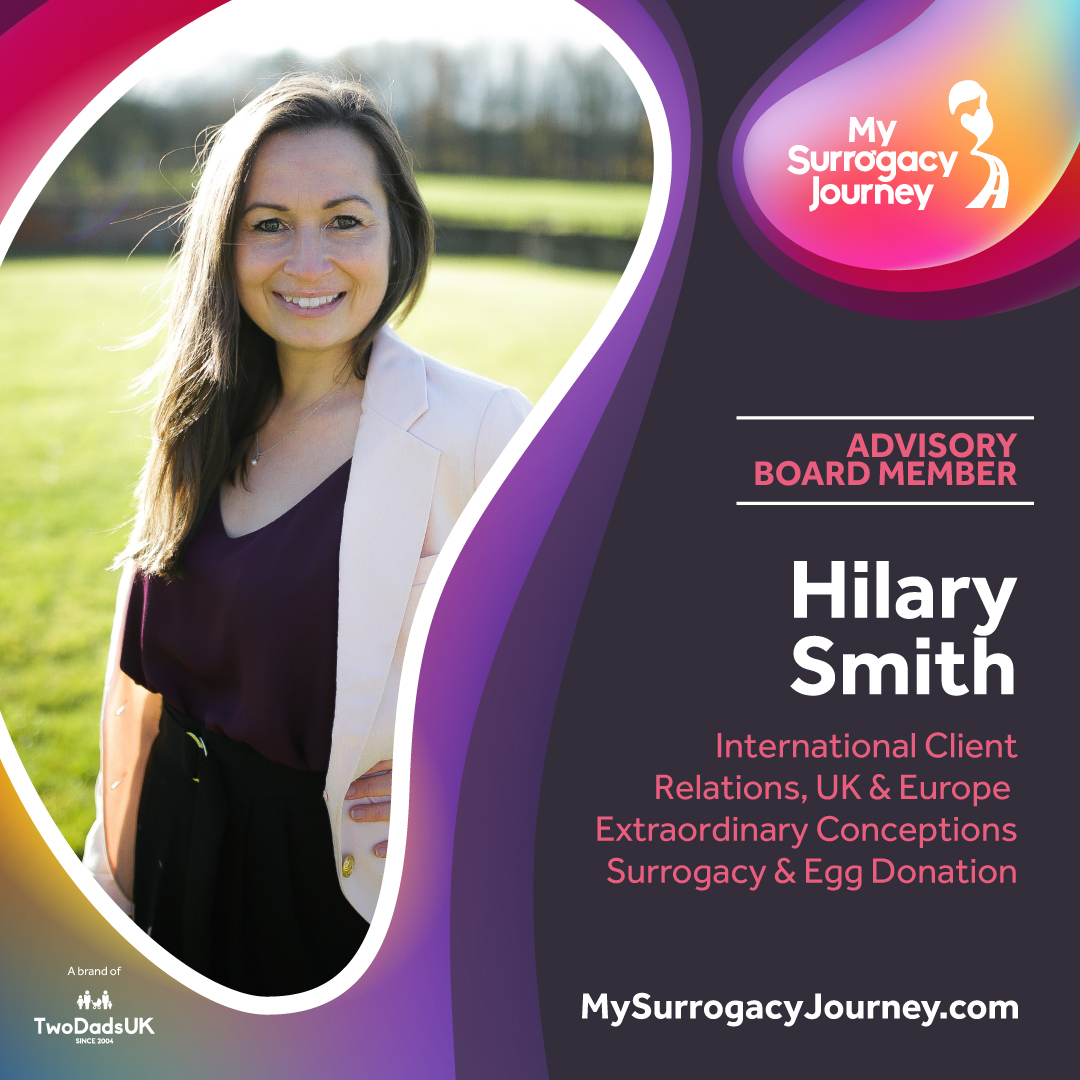 My
Surrogacy
Journey
ADVISORY
BOARD MEMBER
Hilary
Smith
International Client
Relations, UK & Europe
Extraordinary Conceptions
Surrogacy & Egg Donation
A brand of
TwoDadsUK
SINCE 2004
MySurrogacyJourney.com